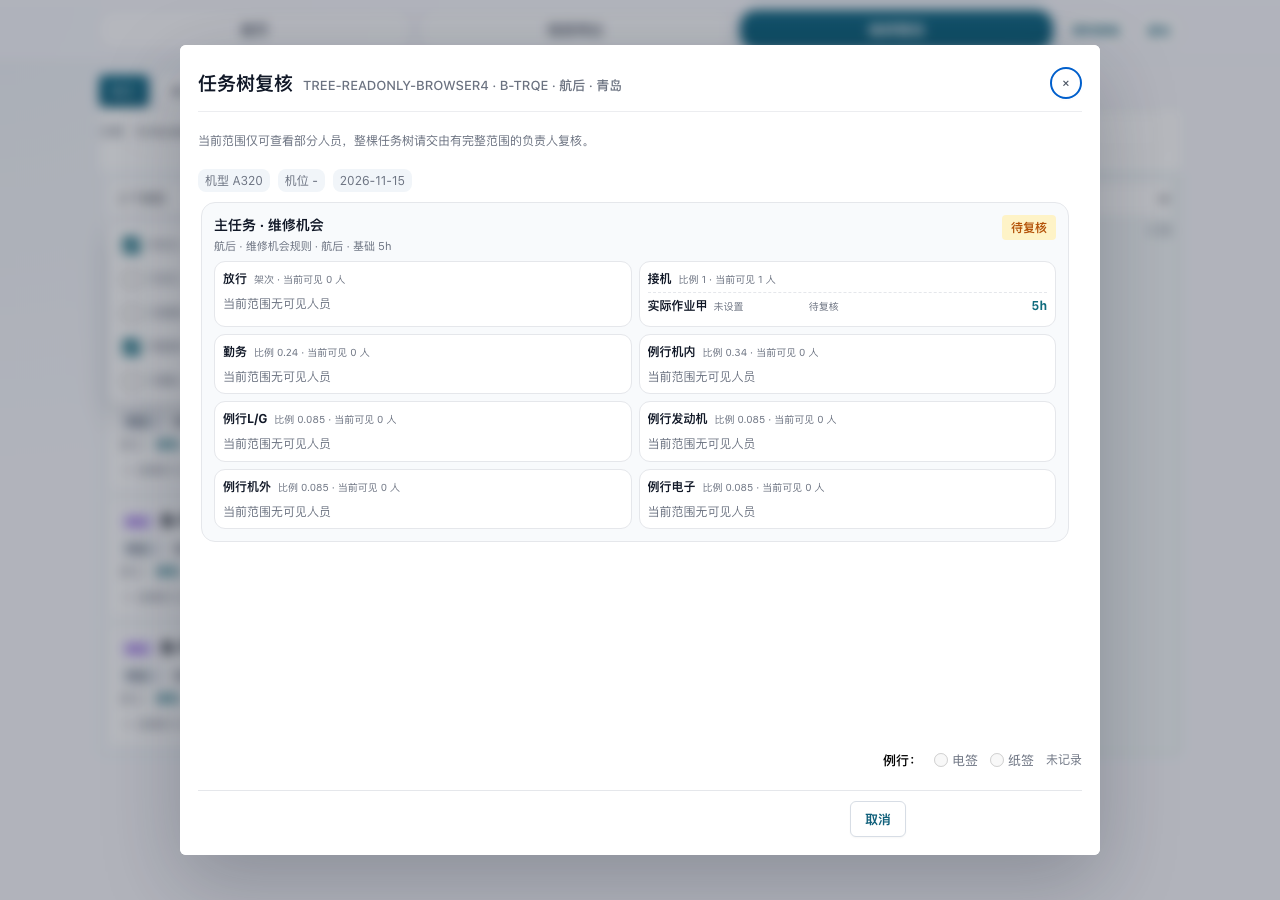 任务树复核 TREE-READONLY-BROWSER4 · B-TRQE · 航后 · 青岛
×
当前范围仅可查看部分人员，整棵任务树请交由有完整范围的负责人复核。
机型 A320 机位 - 2026-11-15
主任务 · 维修机会
待复核
航后 · 维修机会规则 · 航后 · 基础 5h
放行 架次 · 当前可见 0 人
当前范围无可见人员
接机 比例 1 · 当前可见 1 人
实际作业甲 未设置 待复核 5h
勤务 比例 0.24 · 当前可见 0 人
当前范围无可见人员
例行机内 比例 0.34 · 当前可见 0 人
当前范围无可见人员
例行L/G 比例 0.085 · 当前可见 0 人
当前范围无可见人员
例行发动机 比例 0.085 · 当前可见 0 人
当前范围无可见人员
例行机外 比例 0.085 · 当前可见 0 人
当前范围无可见人员
例行电子 比例 0.085 · 当前可见 0 人
当前范围无可见人员
例行： 电签 纸签 未记录
取消